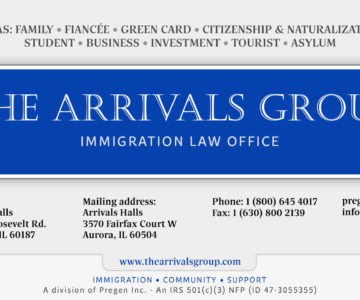 AS: FAMILY • FIANCÉE • GREEN CARD • CITIZENSHIP & NATURALIZAT
STUDENT • BUSINESS • INVESTMENT • TOURIST • ASYLUM
HE ARRIVALS GROU
IMMIGRATION LAW OFFICE
alls
osevelt Rd.
IL 60187
Mailing address:
Arrivals Halls
3570 Fairfax Court W
Aurora, IL 60504
Phone: 1 (800) 645 4017
Fax: 1 (630) 800 2139
preg
info
www.thearrivalsgroup.com
IMMIGRATION • COMMUNITY • SUPPORT
A division of Pregen Inc. - An IRS 501(c)(3) NFP (ID 47-3055355)